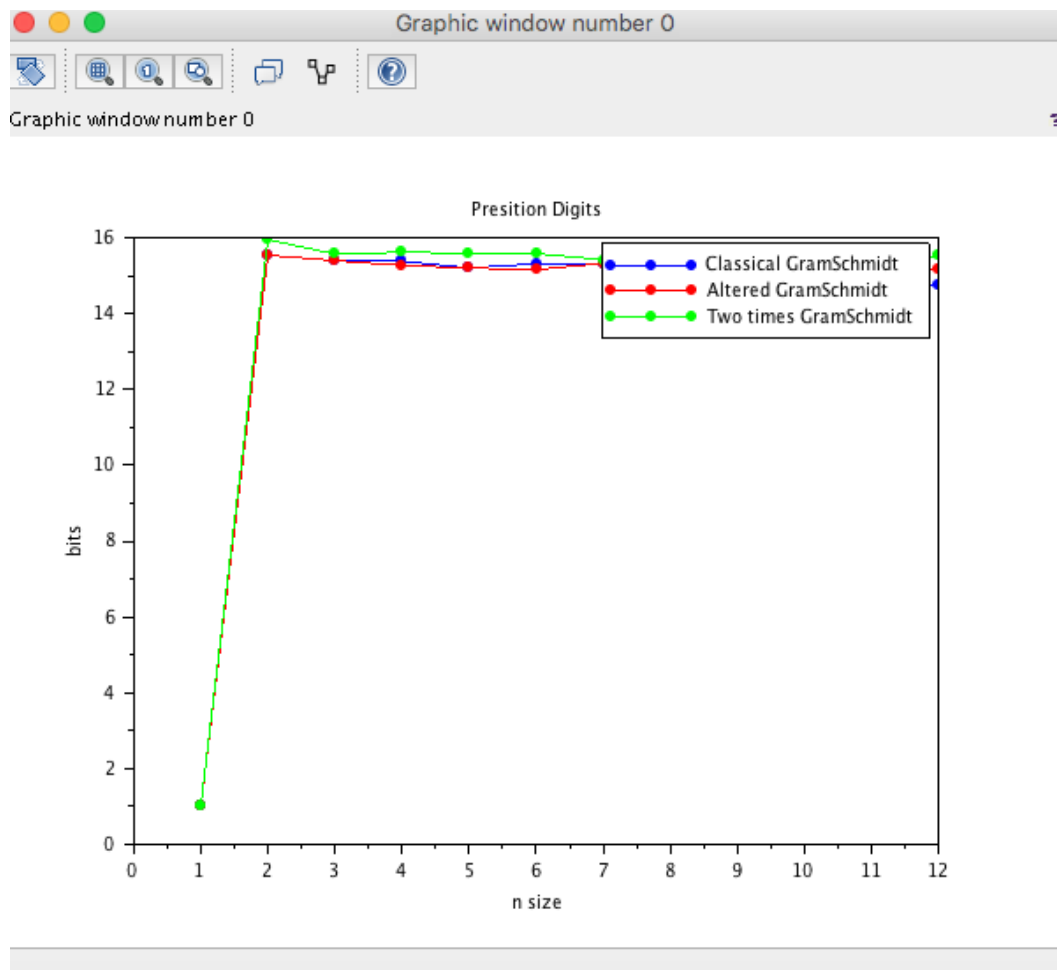 Graphic window number 0
Graphic window number 0
?
Presition Digits
16
14
12
10
8
6
4
2
0
bits
Classical GramSchmidt
Altered GramSchmidt
Two times GramSchmidt
0 1 2 3 4 5 6 7 8 9 10 11 12
n size